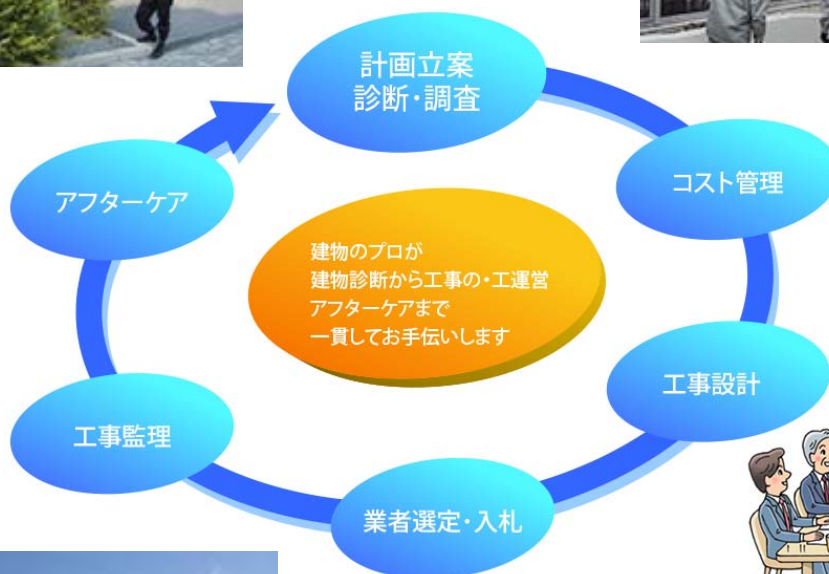 計画立案
診断・調査
コスト管理
工事設計
業者選定・入札
工事監理
アフターケア
建物のプロが
建物診断から工事の・工運営
アフターケアまで
一貫してお手伝いします